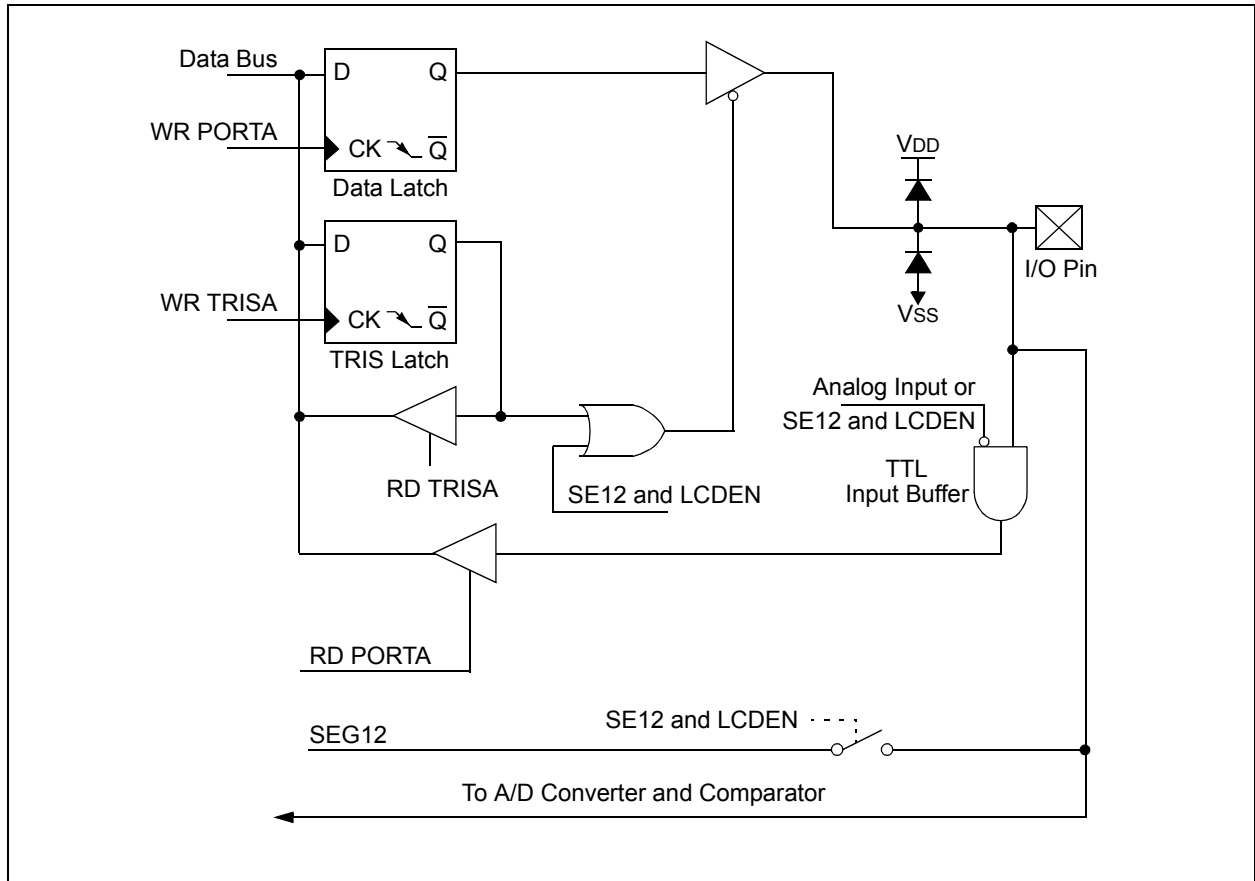 Data Bus
D Q
WR PORTA
CK Q̅
Data Latch
VDD
D Q
I/O Pin
WR TRISA
CK Q̅
VSS
TRIS Latch
Analog Input or
SE12 and LCDEN
TTL
Input Buffer
RD TRISA
SE12 and LCDEN
RD PORTA
SE12 and LCDEN
SEG12
To A/D Converter and Comparator